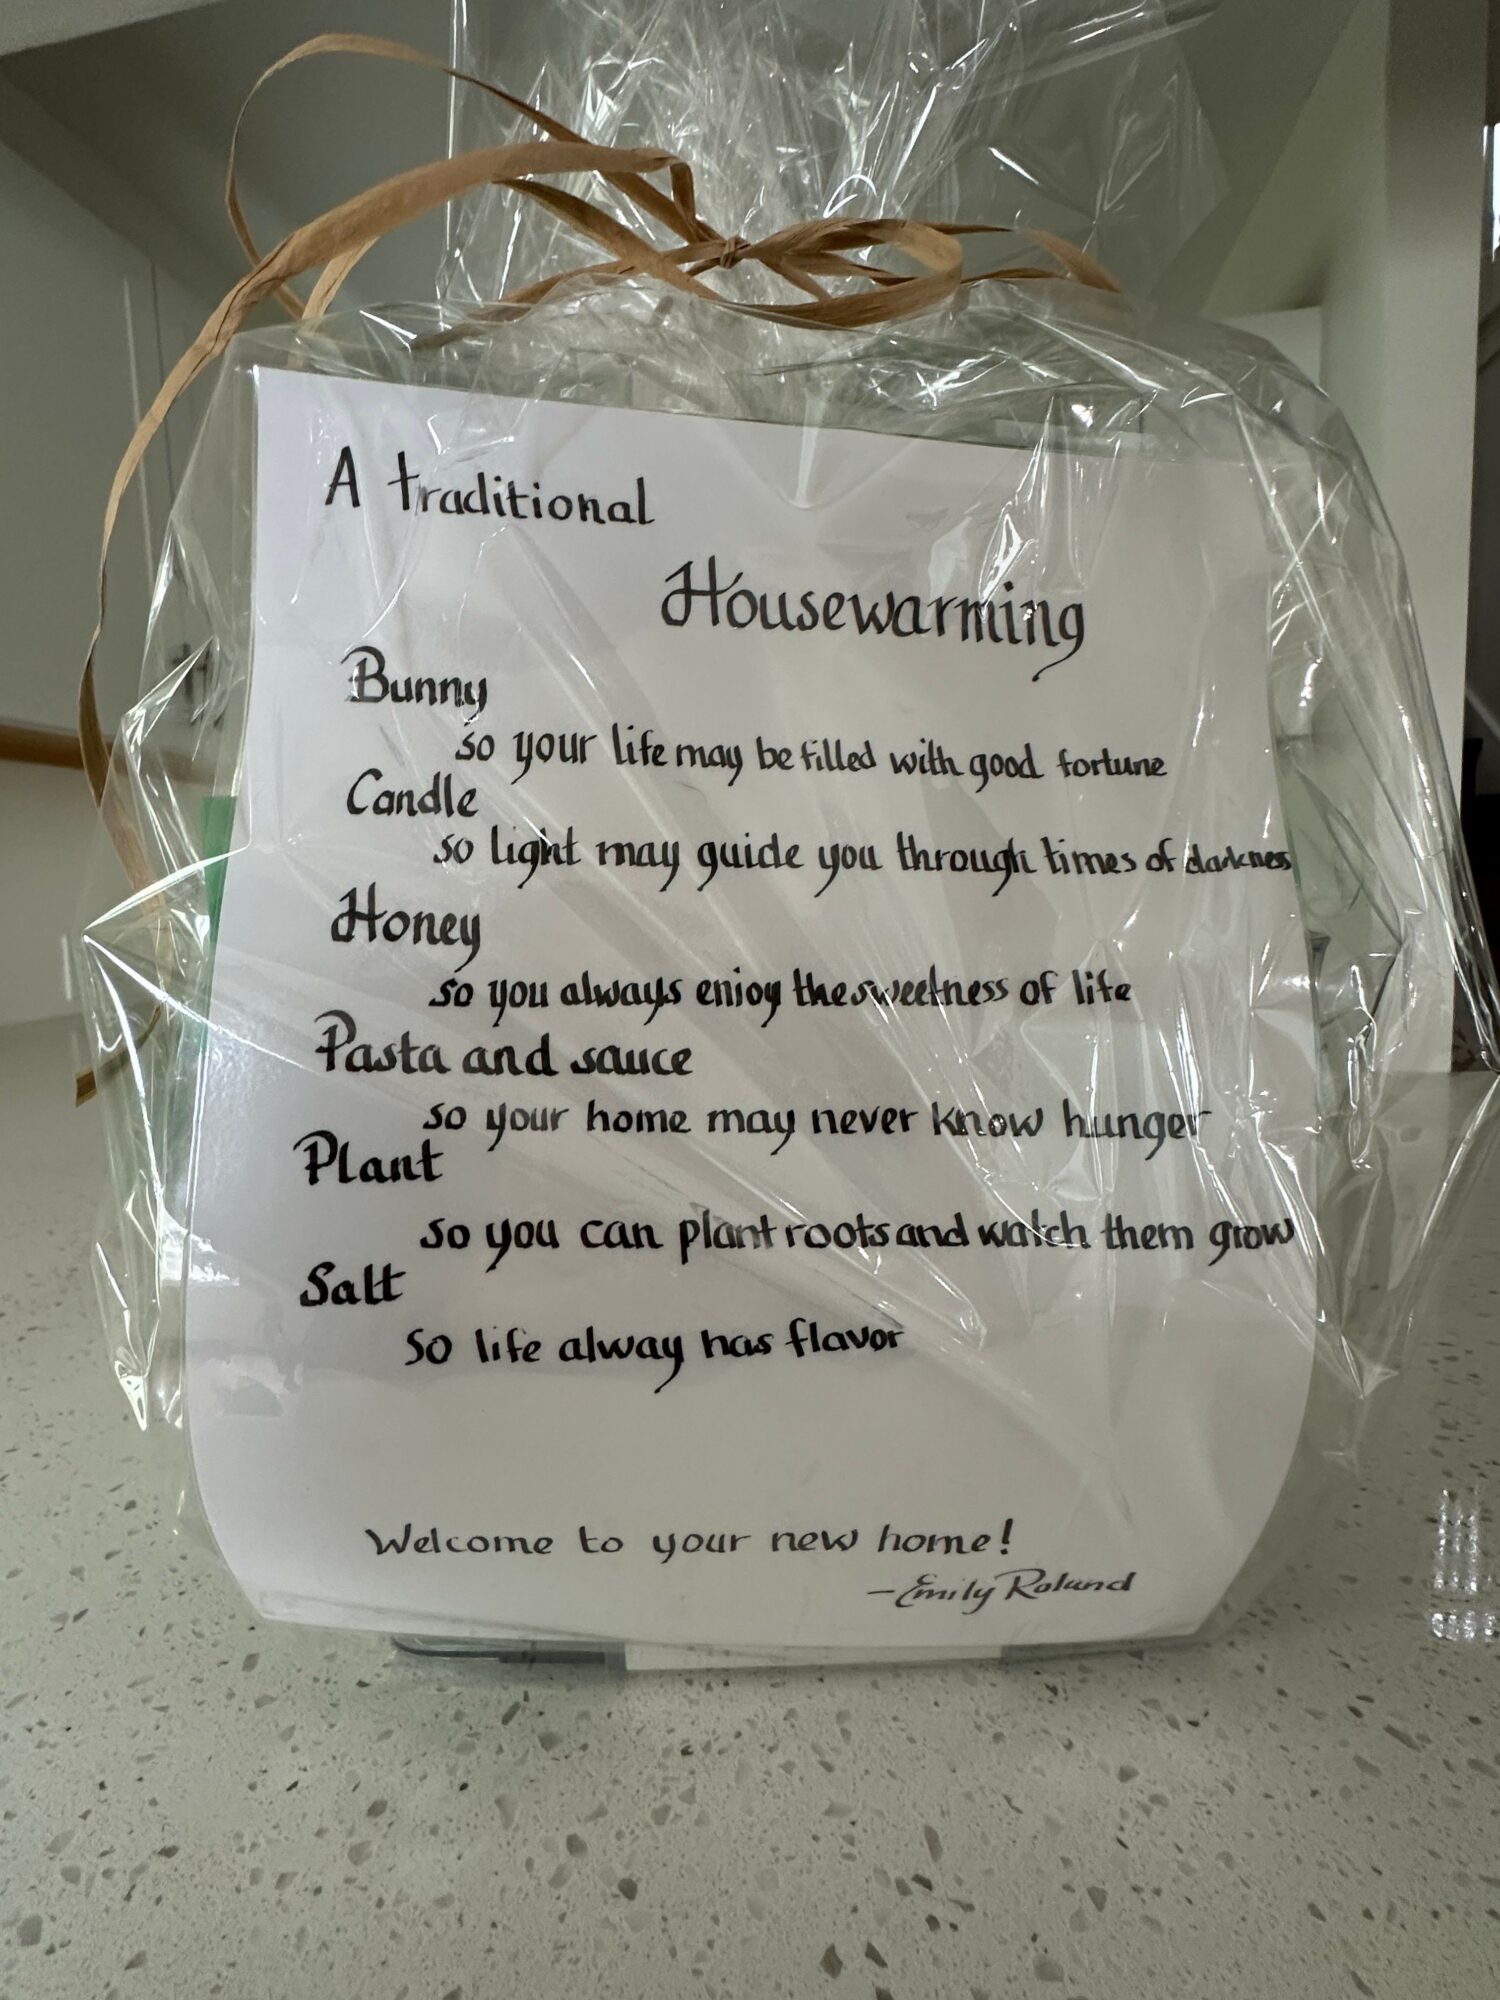 A traditional
Housewarming
Bunny
so your life may be filled with good fortune
Candle
so light may guide you through times of darkness
Honey
so you always enjoy the sweetness of life
Pasta and sauce
so your home may never know hunger
Plant
so you can plant roots and watch them grow
Salt
so life alway has flavor
Welcome to your new home!
-Emily Roland